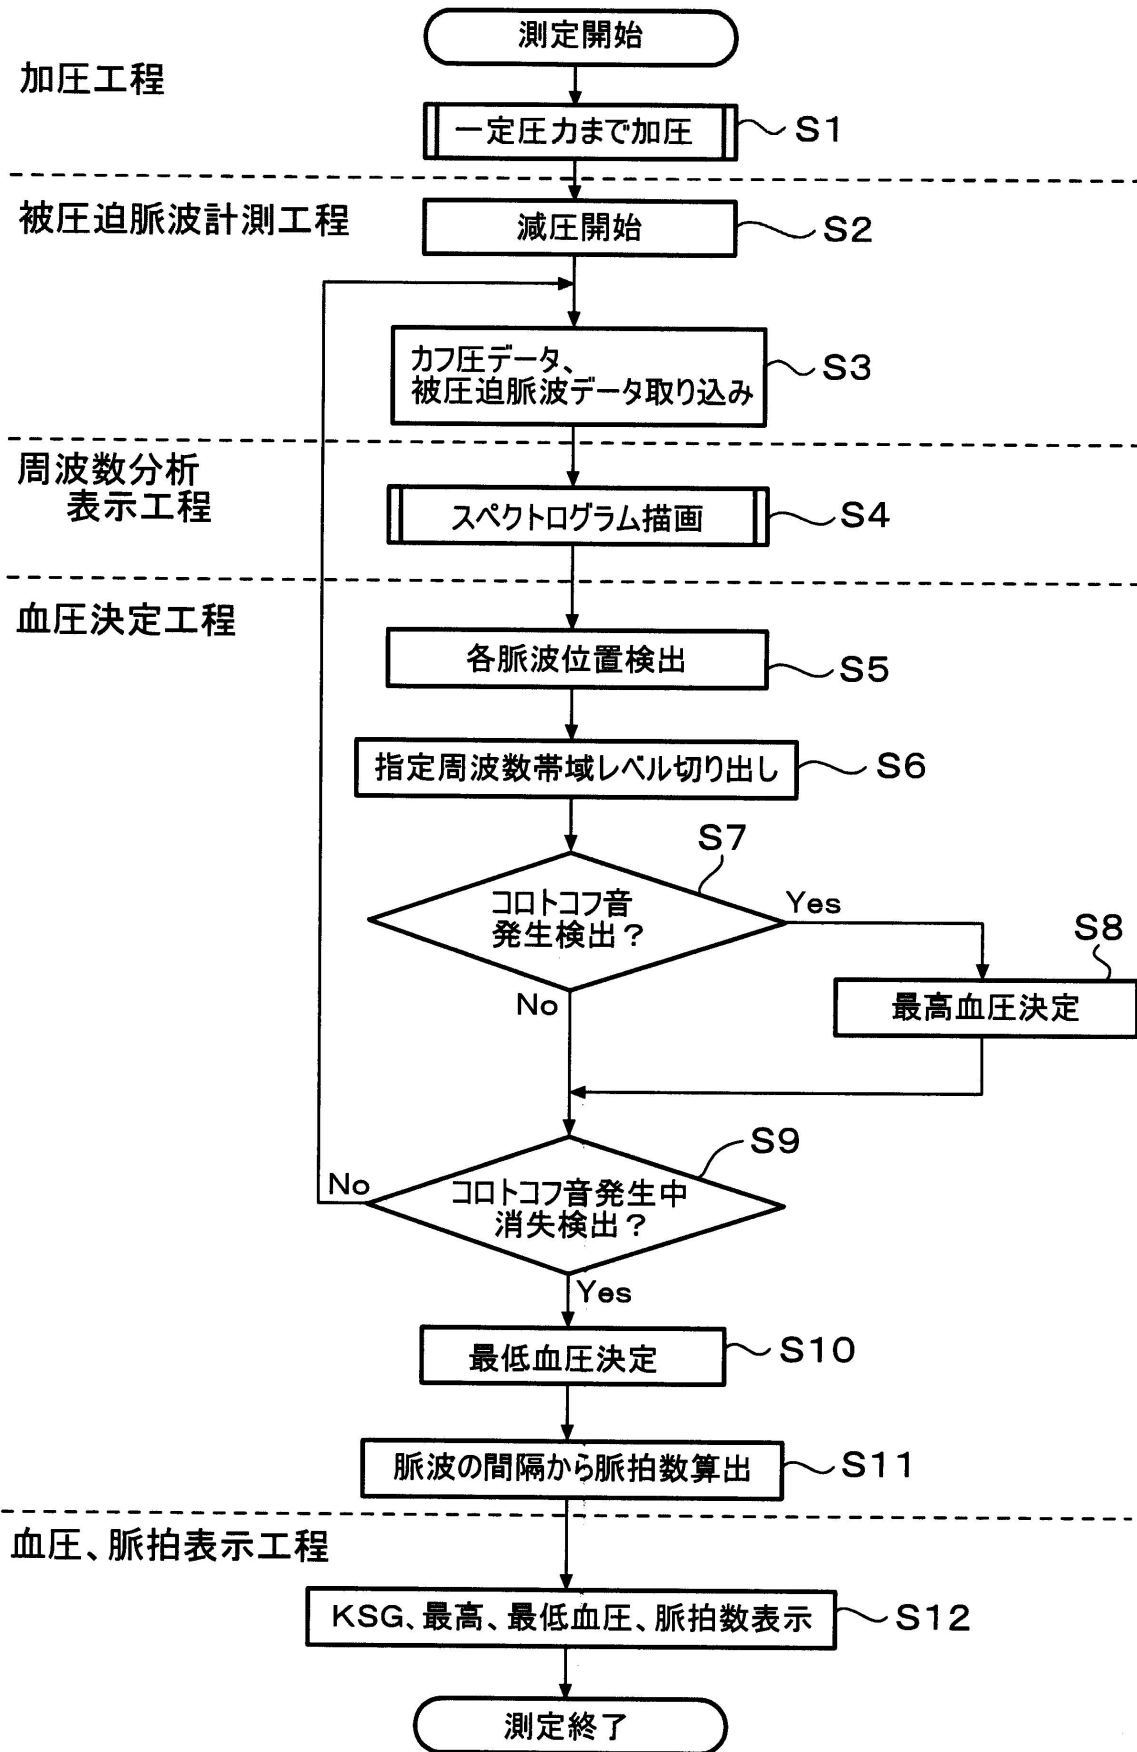 測定開始
加圧工程
一定圧力まで加圧
S1
被圧迫脈波計測工程
減圧開始
S2
カフ圧データ、
被圧迫脈波データ取り込み
S3
周波数分析
表示工程
スペクトログラム描画
S4
血圧決定工程
各脈波位置検出
S5
指定周波数帯域レベル切り出し
S6
S7
コロトコフ音
発生検出？
Yes
No
S8
最高血圧決定
S9
コロトコフ音発生中
消失検出？
No
Yes
最低血圧決定
S10
脈波の間隔から脈拍数算出
S11
血圧、脈拍表示工程
KSG、最高、最低血圧、脈拍数表示
S12
測定終了